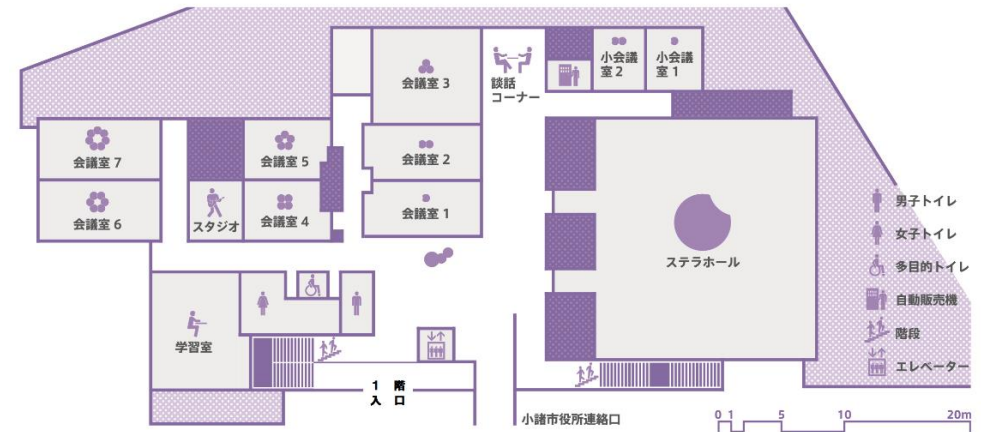 談話
コーナー
会議室 3
小会議
室 2
小会議
室 1
会議室 7
会議室 5
会議室 2
会議室 6
スタジオ
会議室 4
会議室 1
ステラホール
男子トイレ
女子トイレ
多目的トイレ
自動販売機
階段
エレベーター
学習室
1 階
入 口
小諸市役所連絡口
0 1 5 10 20m